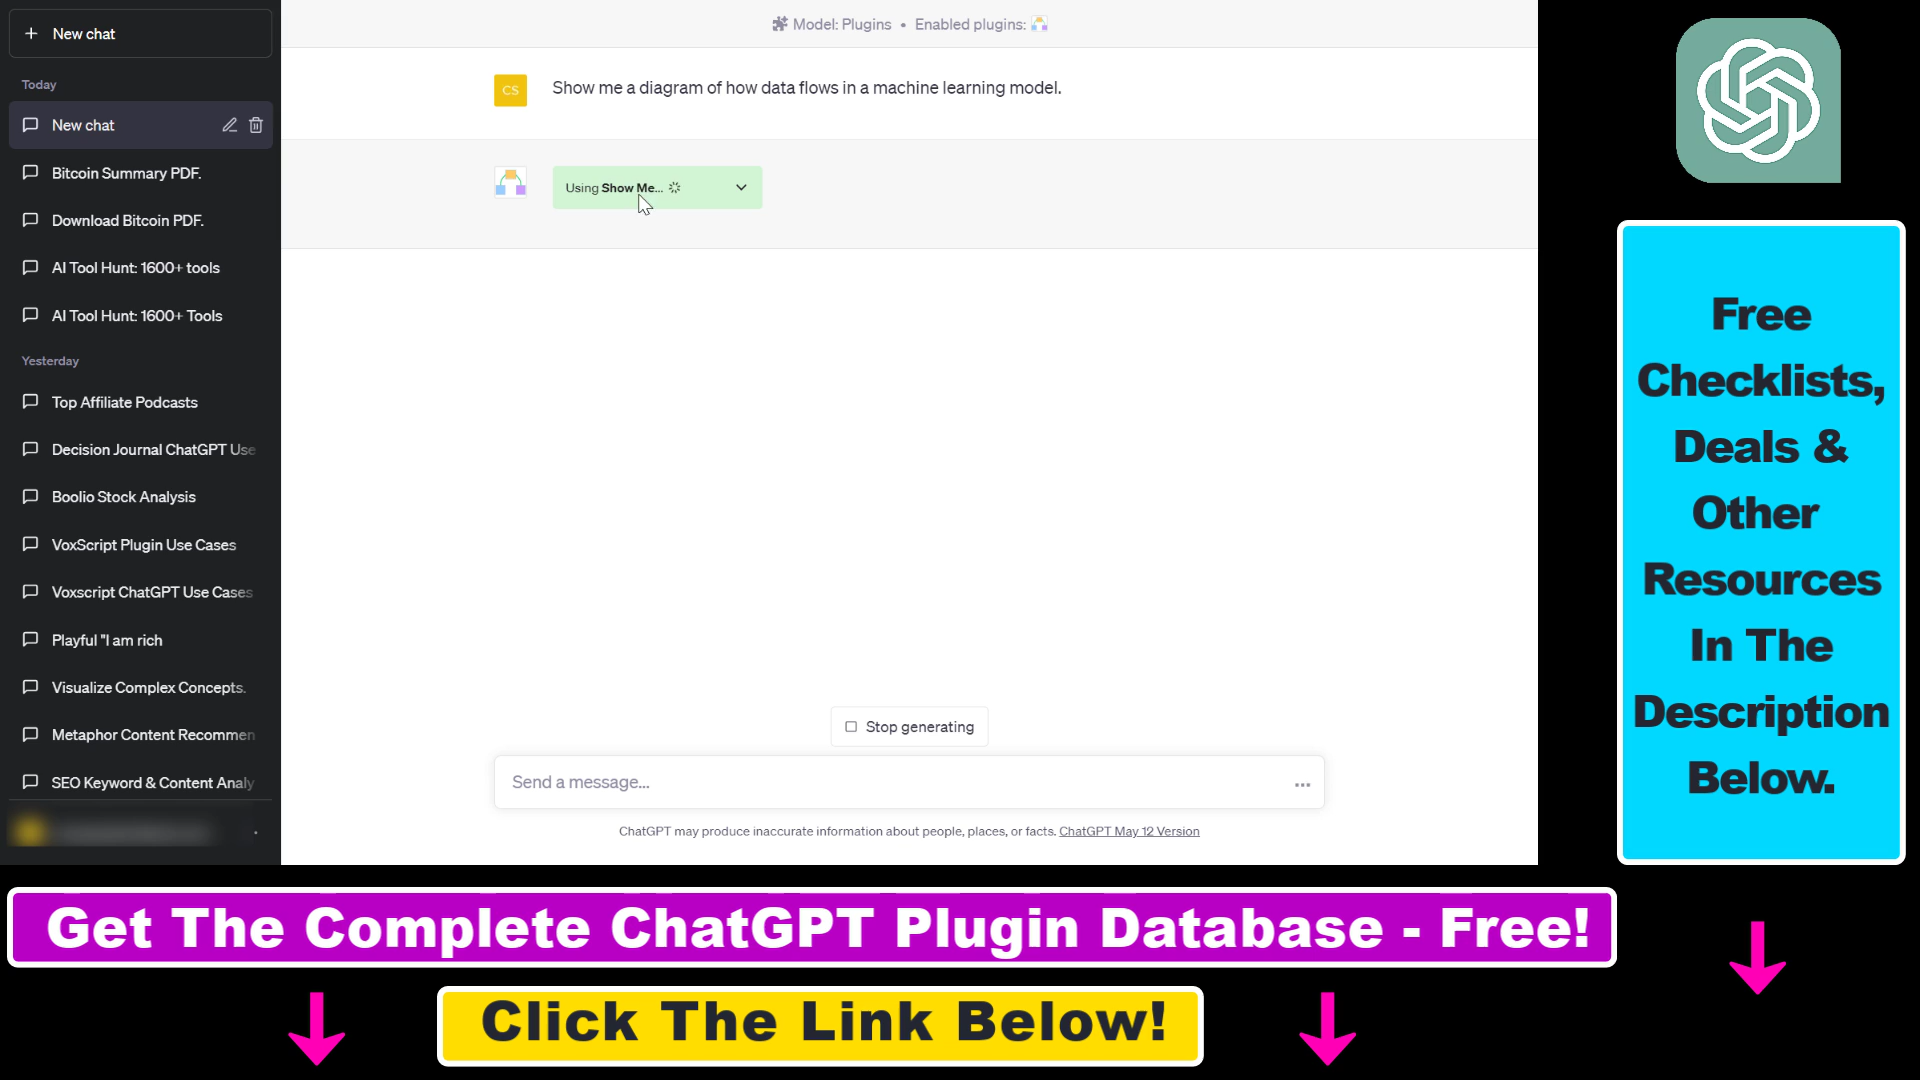 New chat
Today
New chat
Bitcoin Summary PDF.
Download Bitcoin PDF.
AI Tool Hunt: 1600+ tools
AI Tool Hunt: 1600+ Tools
Yesterday
Top Affiliate Podcasts
Decision Journal ChatGPT Use
Boolio Stock Analysis
VoxScript Plugin Use Cases
Voxscript ChatGPT Use Cases
Playful "I am rich
Visualize Complex Concepts.
Metaphor Content Recommen
SEO Keyword & Content Analy
Model: Plugins • Enabled plugins:
CS
Show me a diagram of how data flows in a machine learning model.
Using Show Me...
Stop generating
Send a message...
ChatGPT may produce inaccurate information about people, places, or facts. ChatGPT May 12 Version
Free
Checklists,
Deals &
Other
Resources
In The
Description
Below.
Get The Complete ChatGPT Plugin Database - Free!
Click The Link Below!